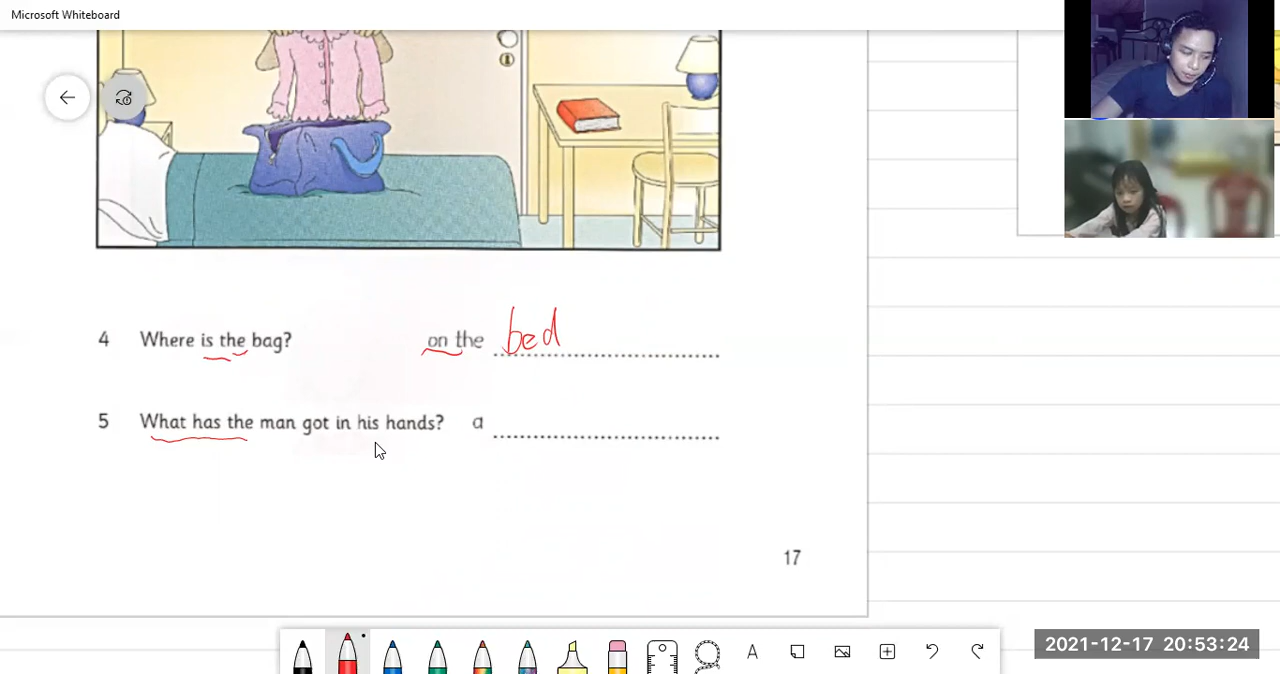 Microsoft Whiteboard
4 Where is the bag? on the bed
5 What has the man got in his hands? a
17
A
2021-12-17 20:53:24